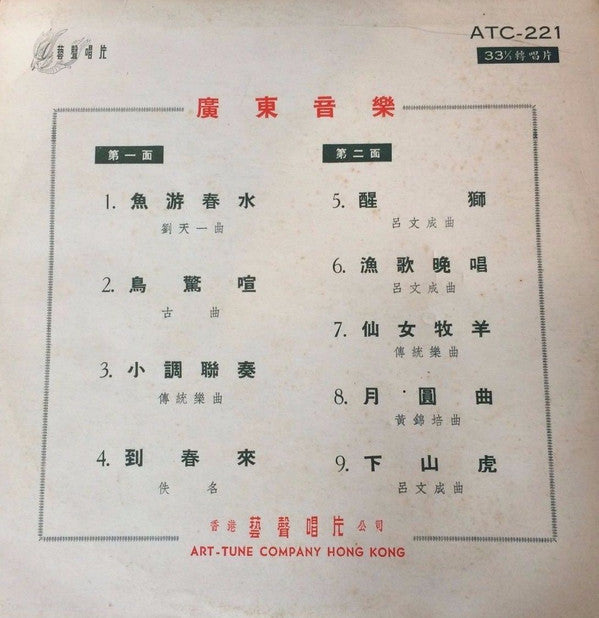 藝聲唱片
ATC-221
33⅓轉唱片
廣東音樂
第一面
1. 魚游春水
劉天一曲
2. 鳥驚喧
古曲
3. 小調聯奏
傳統樂曲
4. 到春來
佚名
第二面
5. 醒獅
呂文成曲
6. 漁歌晚唱
呂文成曲
7. 仙女牧羊
傳統樂曲
8. 月圓曲
黃錦培曲
9. 下山虎
呂文成曲
香港藝聲唱片公司
ART-TUNE COMPANY HONG KONG